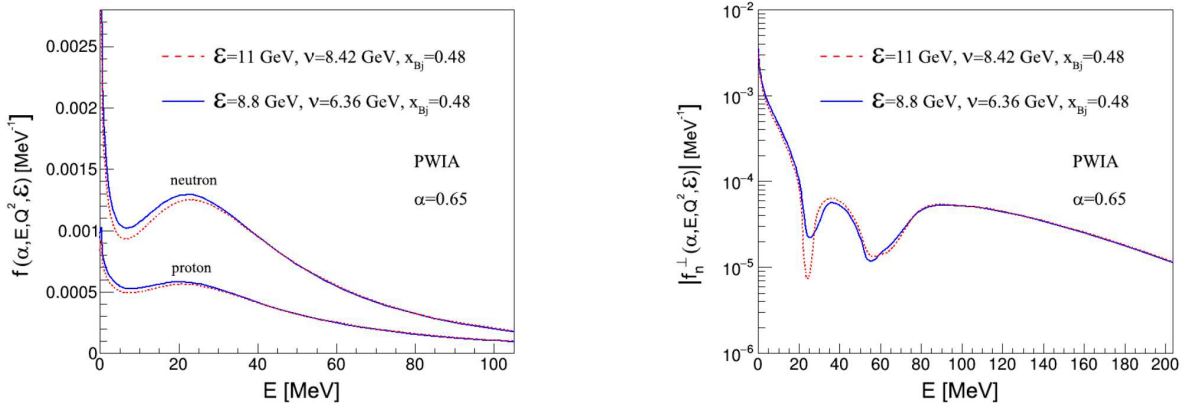 0.0025
0.002
0.0015
0.001
0.0005
0
f (α,E,Q²,ℰ) [MeV⁻¹]
ℰ=11 GeV, ν=8.42 GeV, x_Bj=0.48
ℰ=8.8 GeV, ν=6.36 GeV, x_Bj=0.48
PWIA
neutron
α=0.65
proton
0 20 40 60 80 100
E [MeV]
10⁻²
10⁻³
10⁻⁴
10⁻⁵
10⁻⁶
|f_n^⊥ (α,E,Q²,ℰ)| [MeV⁻¹]
ℰ=11 GeV, ν=8.42 GeV, x_Bj=0.48
ℰ=8.8 GeV, ν=6.36 GeV, x_Bj=0.48
PWIA
α=0.65
0 20 40 60 80 100 120 140 160 180 200
E [MeV]